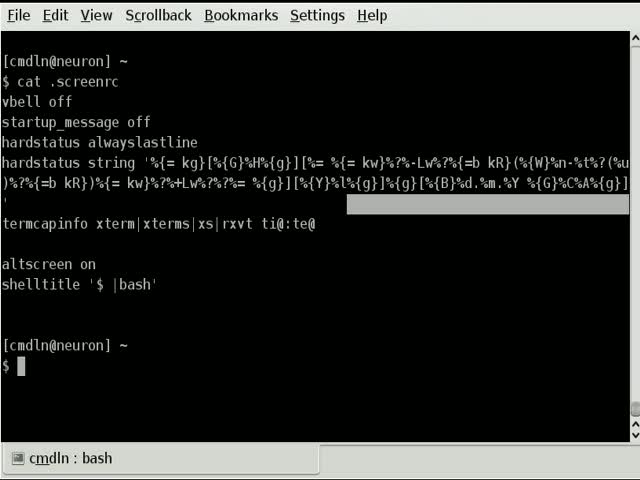 File Edit View Scrollback Bookmarks Settings Help
[cmdln@neuron] ~
$ cat .screenrc
vbell off
startup_message off
hardstatus alwayslastline
hardstatus string '%{= kg}[%{G}%H%{g}][%= %{= kw}%?%-Lw%?%{=b kR}(%{W}%n-%t%?(%u
)%?%{=b kR})%{= kw}%?%+Lw%?%?%= %{g}][%{Y}%l%{g}]%{g}[%{B}%d.%m.%Y %{G}%C%A%{g}]
'
termcapinfo xterm|xterms|xs|rxvt ti@:te@
altscreen on
shelltitle '$ |bash'
[cmdln@neuron] ~
$
cmdln : bash